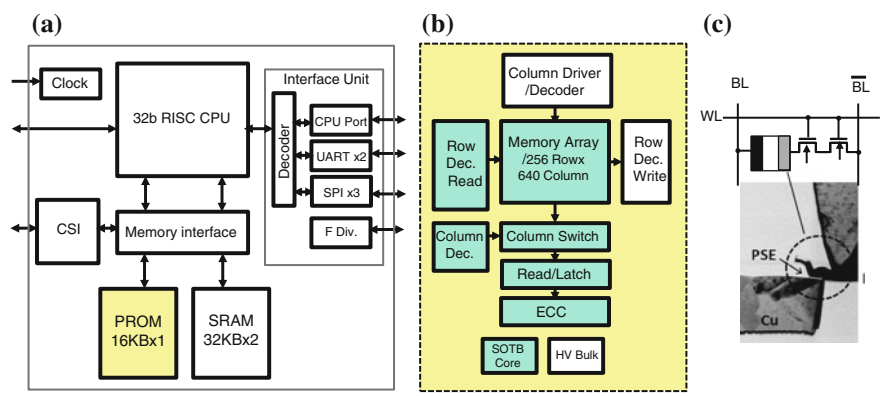 (a)
Clock
32b RISC CPU
Interface Unit
Decoder
CPU Port
UART x2
SPI x3
F Div.
CSI
Memory interface
PROM
16KBx1
SRAM
32KBx2
(b)
Column Driver
/Decoder
Row
Dec.
Read
Memory Array
/256 Rowx
640 Column
Row
Dec.
Write
Column
Dec.
Column Switch
Read/Latch
ECC
SOTB
Core
HV Bulk
(c)
BL
B̅L̅
WL
PSE
Cu